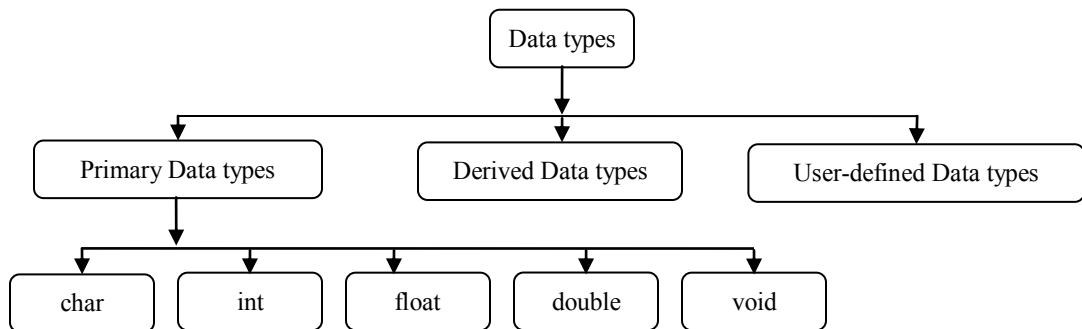 Data types
Primary Data types
Derived Data types
User-defined Data types
char
int
float
double
void